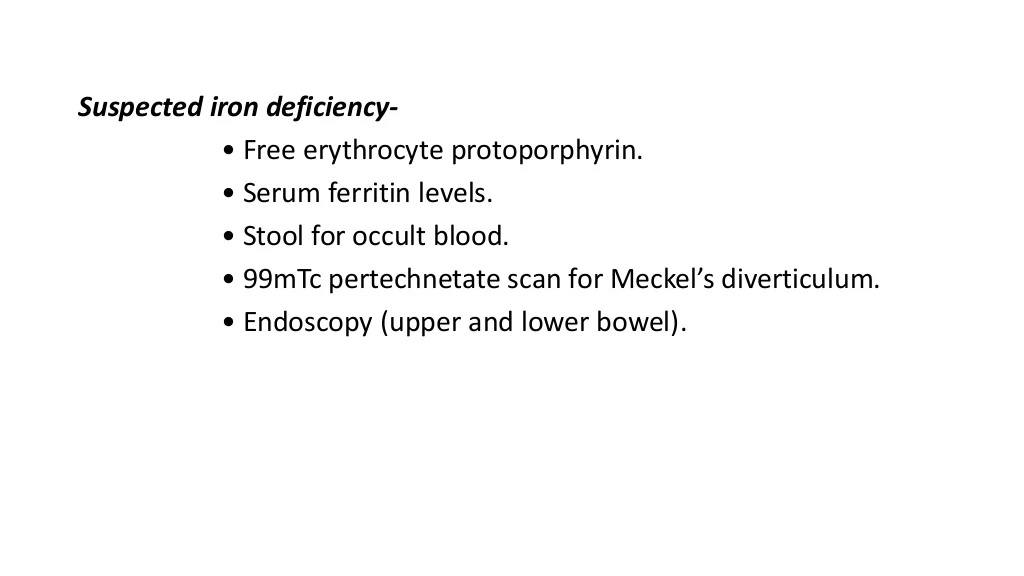 Suspected iron deficiency-
• Free erythrocyte protoporphyrin.
• Serum ferritin levels.
• Stool for occult blood.
• 99mTc pertechnetate scan for Meckel’s diverticulum.
• Endoscopy (upper and lower bowel).